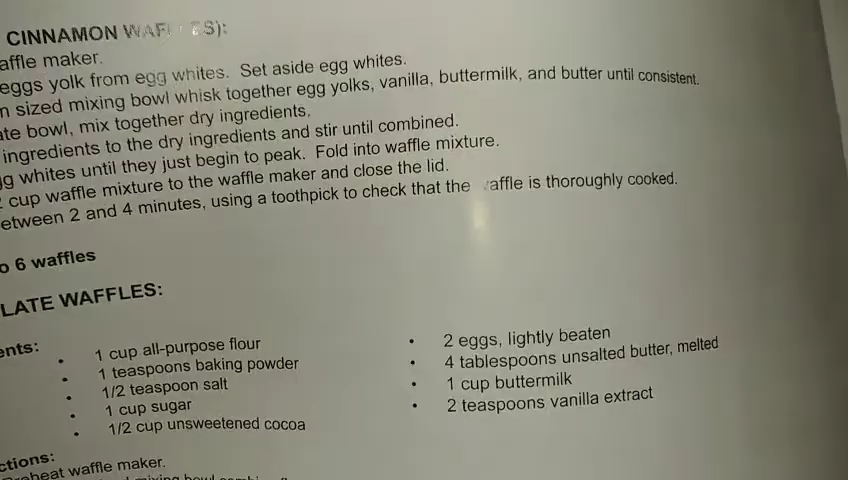 CINNAMON WAFFLES):
affle maker.
eggs yolk from egg whites. Set aside egg whites.
sized mixing bowl whisk together egg yolks, vanilla, buttermilk, and butter until consistent.
ate bowl, mix together dry ingredients.
ingredients to the dry ingredients and stir until combined.
g whites until they just begin to peak. Fold into waffle mixture.
cup waffle mixture to the waffle maker and close the lid.
etween 2 and 4 minutes, using a toothpick to check that the waffle is thoroughly cooked.
o 6 waffles
LATE WAFFLES:
ents:
• 1 cup all-purpose flour
• 1 teaspoons baking powder
• 1/2 teaspoon salt
• 1 cup sugar
• 1/2 cup unsweetened cocoa
• 2 eggs, lightly beaten
• 4 tablespoons unsalted butter, melted
• 1 cup buttermilk
• 2 teaspoons vanilla extract
ctions:
Preheat waffle maker.
mixing bowl